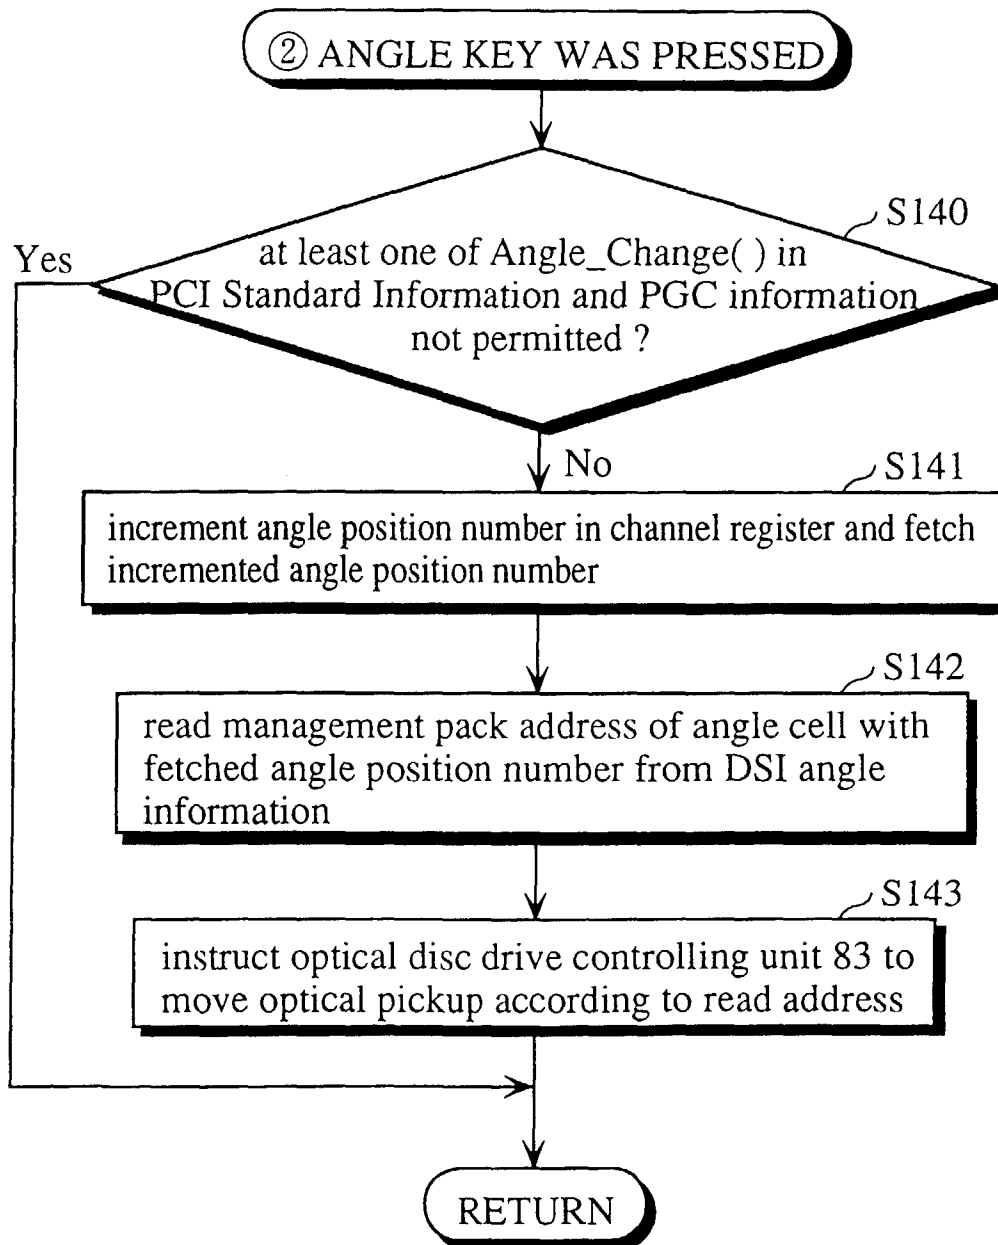 ② ANGLE KEY WAS PRESSED
S140
Yes
at least one of Angle_Change( ) in
PCI Standard Information and PGC information
not permitted ?
No
S141
increment angle position number in channel register and fetch
incremented angle position number
S142
read management pack address of angle cell with
fetched angle position number from DSI angle
information
S143
instruct optical disc drive controlling unit 83 to
move optical pickup according to read address
RETURN